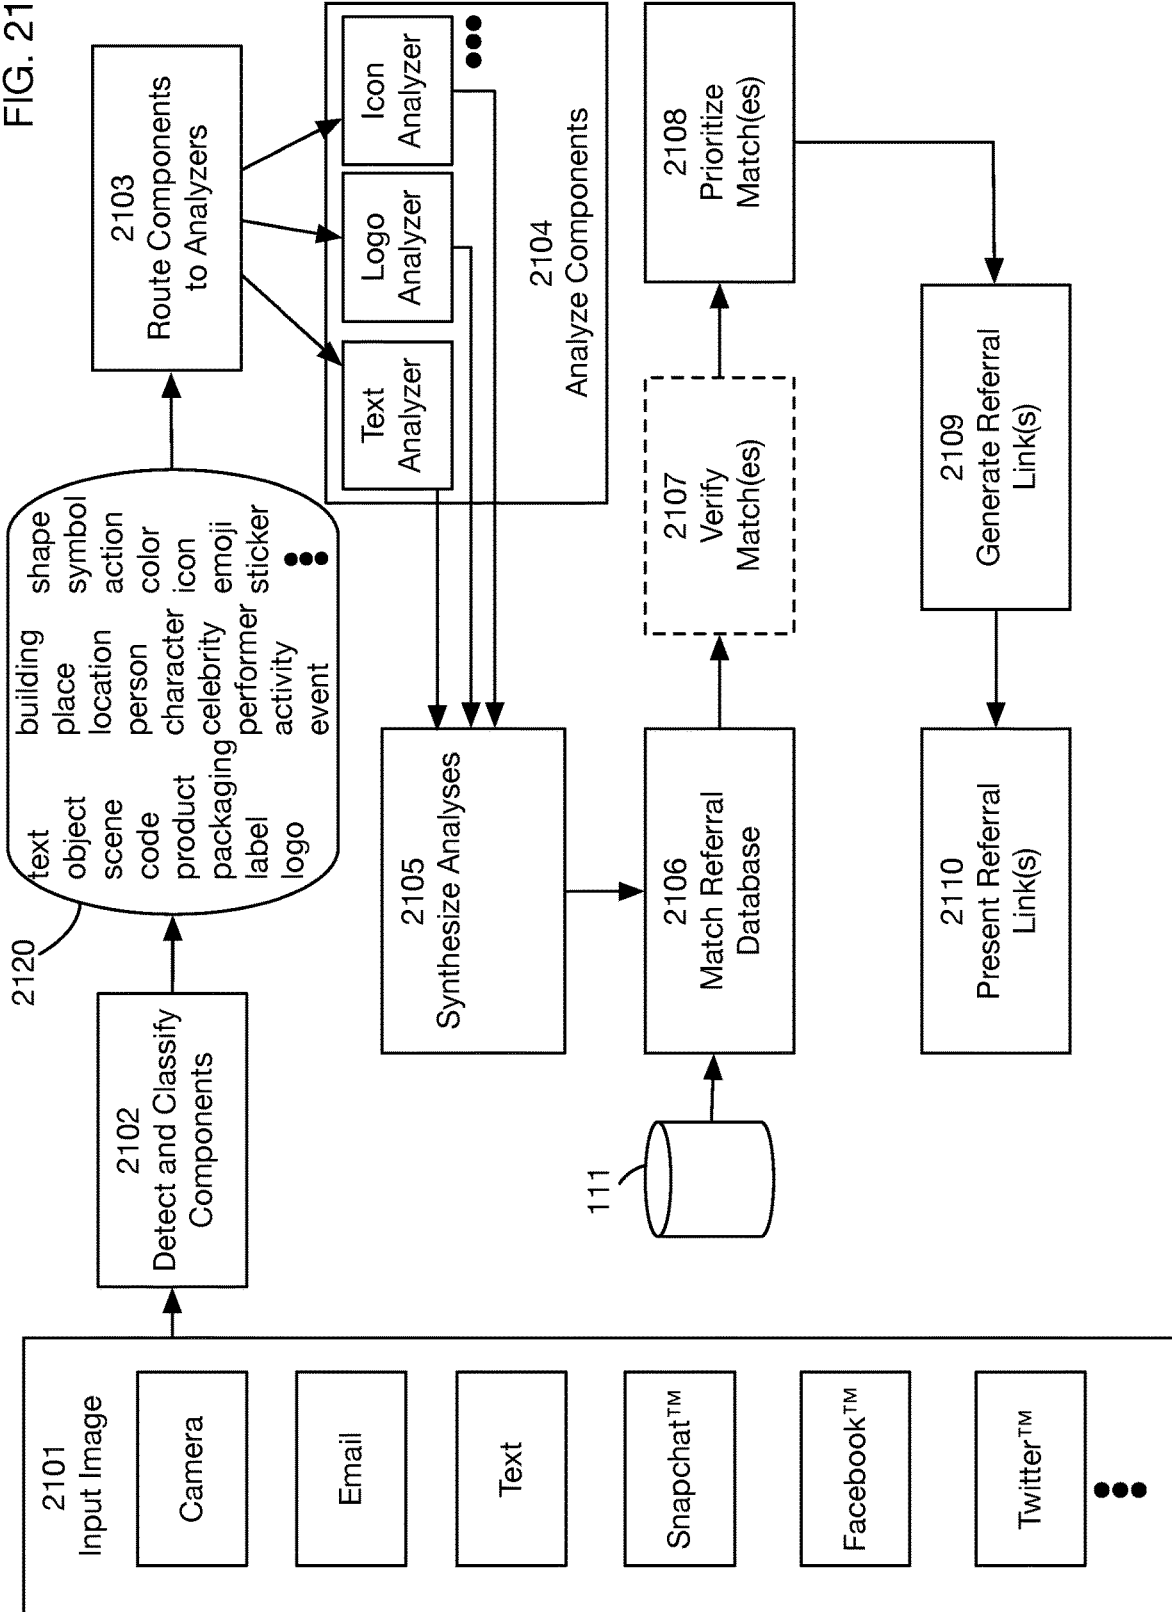 FIG. 21
2101
Input Image
Camera
Email
Text
Snapchat™
Facebook™
Twitter™
2102
Detect and Classify
Components
2120
text
object
scene
code
product
packaging
label
logo
building
place
location
person
character
celebrity
performer
activity
event
shape
symbol
action
color
icon
emoji
sticker
2103
Route Components
to Analyzers
Text
Analyzer
Logo
Analyzer
Icon
Analyzer
2104
Analyze Components
2105
Synthesize Analyses
111
2106
Match Referral
Database
2107
Verify
Match(es)
2108
Prioritize
Match(es)
2109
Generate Referral
Link(s)
2110
Present Referral
Link(s)